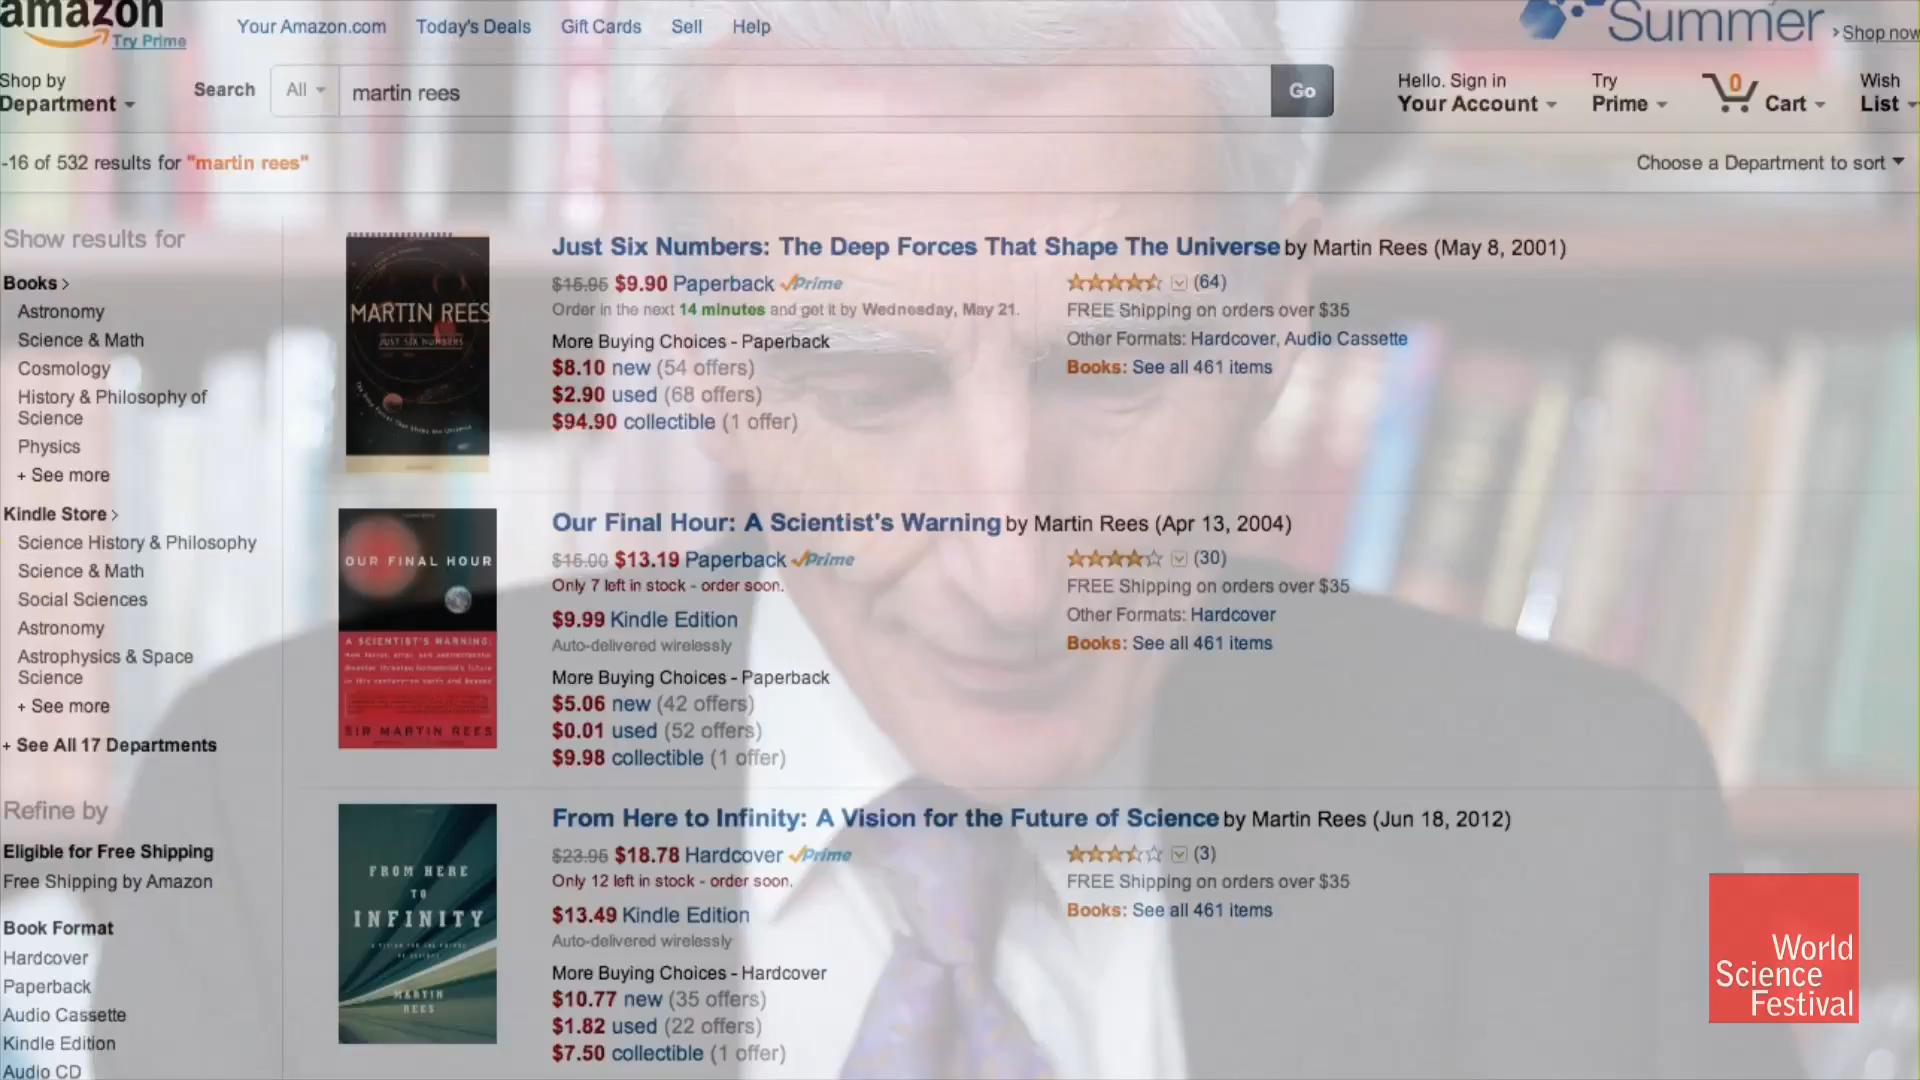 amazon
Try Prime
Your Amazon.com Today's Deals Gift Cards Sell Help
Summer
› Shop now
Shop by
Department
Search All martin rees Go
Hello. Sign in
Your Account
Try
Prime
0 Cart
Wish
List
-16 of 532 results for "martin rees"
Choose a Department to sort
Show results for
Books ›
Astronomy
Science & Math
Cosmology
History & Philosophy of
Science
Physics
+ See more
Kindle Store ›
Science History & Philosophy
Science & Math
Social Sciences
Astronomy
Astrophysics & Space
Science
+ See more
+ See All 17 Departments
Refine by
Eligible for Free Shipping
Free Shipping by Amazon
Book Format
Hardcover
Paperback
Audio Cassette
Kindle Edition
Audio CD
MARTIN REES
JUST SIX NUMBERS
The Deep Forces That Shape the Universe
Just Six Numbers: The Deep Forces That Shape The Universe by Martin Rees (May 8, 2001)
$15.95 $9.90 Paperback Prime
Order in the next 14 minutes and get it by Wednesday, May 21.
More Buying Choices - Paperback
$8.10 new (54 offers)
$2.90 used (68 offers)
$94.90 collectible (1 offer)
(64)
FREE Shipping on orders over $35
Other Formats: Hardcover, Audio Cassette
Books: See all 461 items
OUR FINAL HOUR
A SCIENTIST'S WARNING:
SIR MARTIN REES
Our Final Hour: A Scientist's Warning by Martin Rees (Apr 13, 2004)
$15.00 $13.19 Paperback Prime
Only 7 left in stock - order soon.
$9.99 Kindle Edition
Auto-delivered wirelessly
More Buying Choices - Paperback
$5.06 new (42 offers)
$0.01 used (52 offers)
$9.98 collectible (1 offer)
(30)
FREE Shipping on orders over $35
Other Formats: Hardcover
Books: See all 461 items
FROM HERE
TO
INFINITY
MARTIN
REES
From Here to Infinity: A Vision for the Future of Science by Martin Rees (Jun 18, 2012)
$23.95 $18.78 Hardcover Prime
Only 12 left in stock - order soon.
$13.49 Kindle Edition
Auto-delivered wirelessly
More Buying Choices - Hardcover
$10.77 new (35 offers)
$1.82 used (22 offers)
$7.50 collectible (1 offer)
(3)
FREE Shipping on orders over $35
Books: See all 461 items
World
Science
Festival